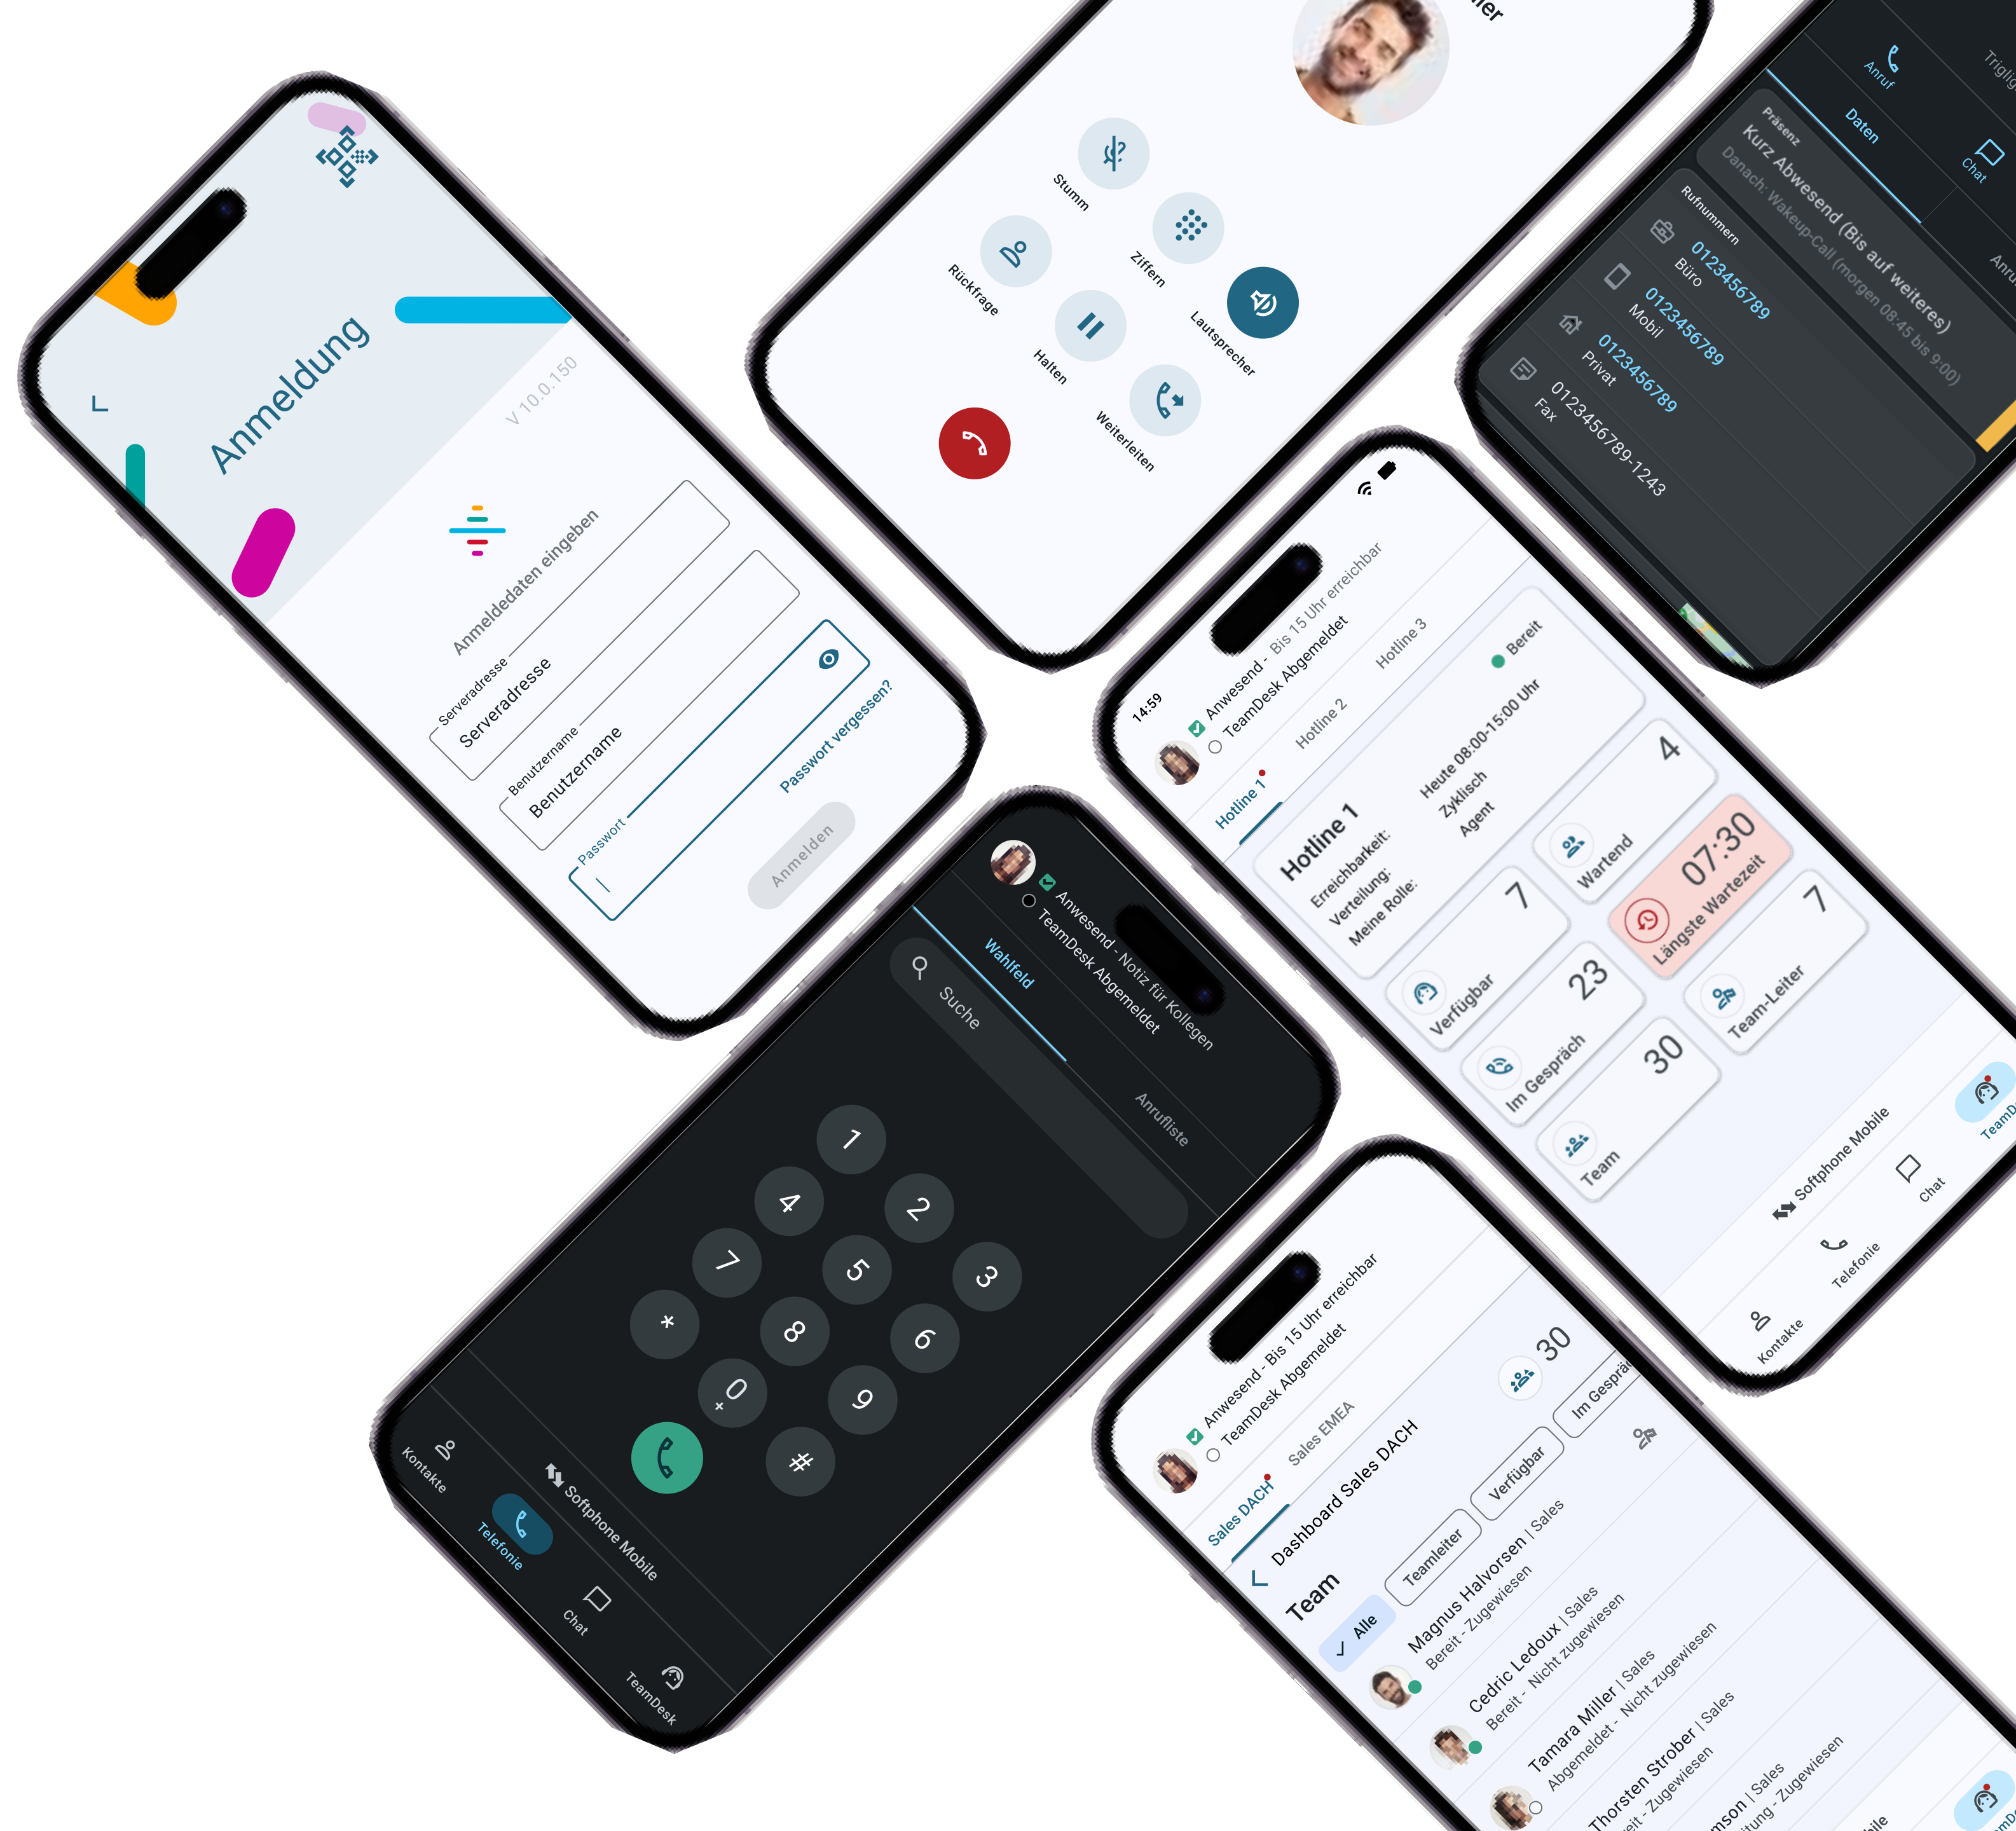 Anmeldung
V 10.0.150
Anmeldedaten eingeben
Serveradresse
Serveradresse
Benutzername
Benutzername
Passwort
Passwort vergessen?
Anmelden
Stumm
Ziffern
Lautsprecher
Rückfrage
Halten
Weiterleiten
Anruf
Chat
Daten
Präsenz
Kurz Abwesend (Bis auf weiteres)
Danach: Wakeup-Call (morgen 08:45 bis 9:00)
Rufnummern
0123456789
Büro
0123456789
Mobil
0123456789
Privat
0123456789-1243
Fax
14:59
Anwesend - Bis 15 Uhr erreichbar
TeamDesk Abgemeldet
Hotline 1
Hotline 2
Hotline 3
Hotline 1
Bereit
Erreichbarkeit: Heute 08:00-15:00 Uhr
Verteilung: Zyklisch
Meine Rolle: Agent
7
Verfügbar
4
Wartend
23
Im Gespräch
07:30
Längste Wartezeit
30
Team
7
Team-Leiter
Softphone Mobile
Kontakte
Telefonie
Chat
Anwesend - Notiz für Kollegen
TeamDesk Abgemeldet
Wahlfeld
Anrufliste
Suche
1
2
3
4
5
6
7
8
9
*
0
+
#
Softphone Mobile
Kontakte
Telefonie
Chat
TeamDesk
Anwesend - Bis 15 Uhr erreichbar
TeamDesk Abgemeldet
Sales DACH
Sales EMEA
Dashboard Sales DACH
Team
30
Alle
Teamleiter
Verfügbar
Magnus Halvorsen | Sales
Bereit - Zugewiesen
Cedric Ledoux | Sales
Bereit - Nicht zugewiesen
Tamara Miller | Sales
Abgemeldet - Nicht zugewiesen
Thorsten Strober | Sales
- Zugewiesen
| Sales
- Zugewiesen